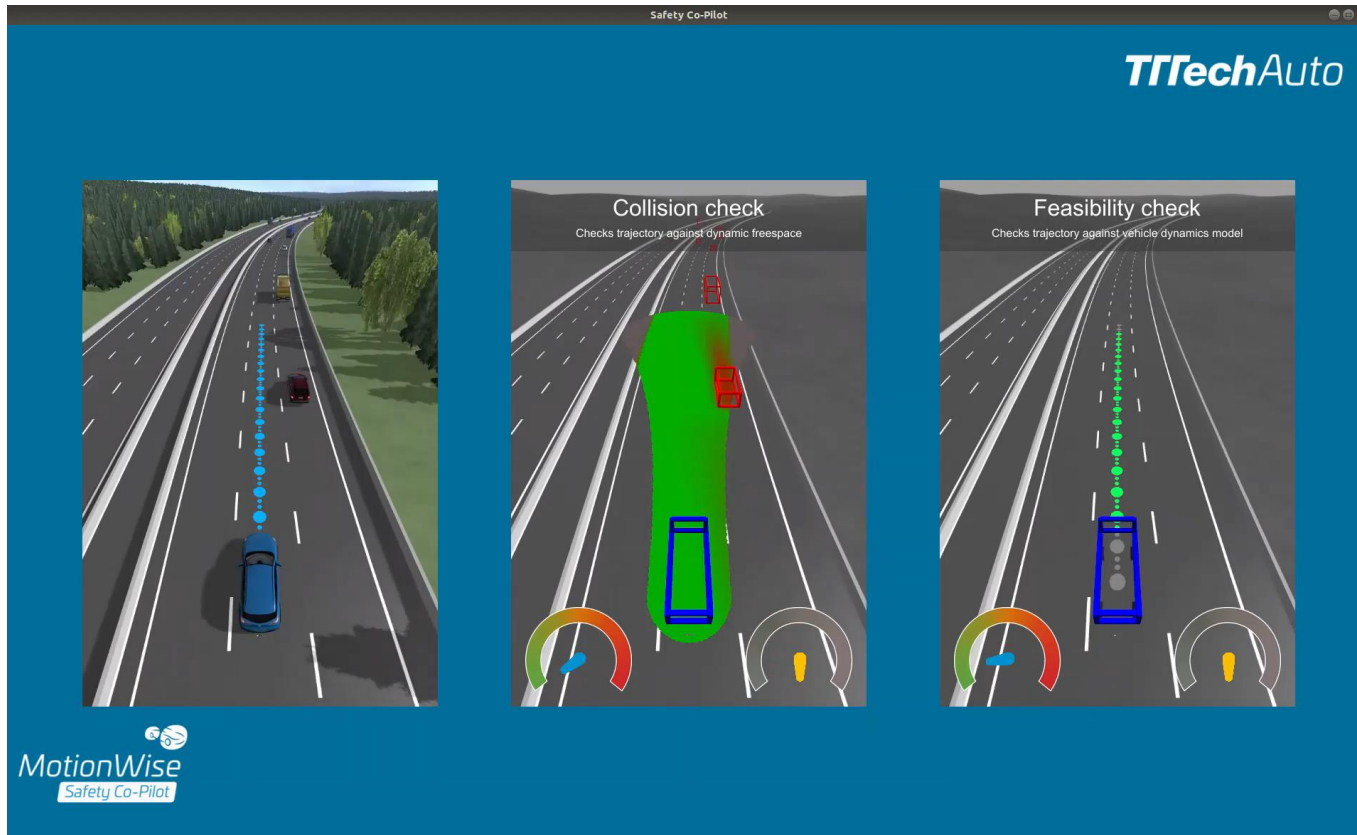 Safety Co-Pilot
TTTechAuto
Collision check
Checks trajectory against dynamic freespace
Feasibility check
Checks trajectory against vehicle dynamics model
MotionWise
Safety Co-Pilot